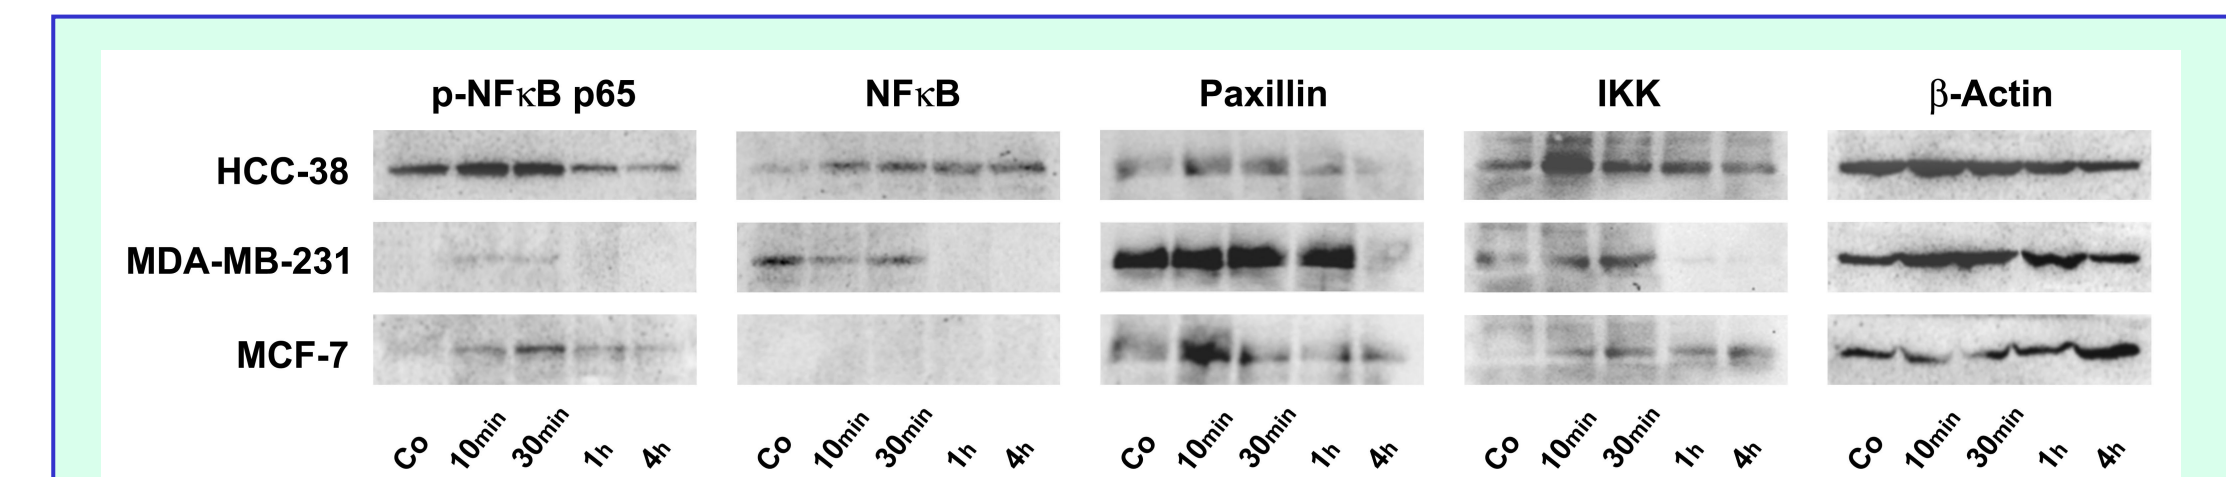 p-NFκB p65 NFκB Paxillin IKK β-Actin
HCC-38
MDA-MB-231
MCF-7
Co 10min 30min 1h 4h Co 10min 30min 1h 4h Co 10min 30min 1h 4h Co 10min 30min 1h 4h Co 10min 30min 1h 4h